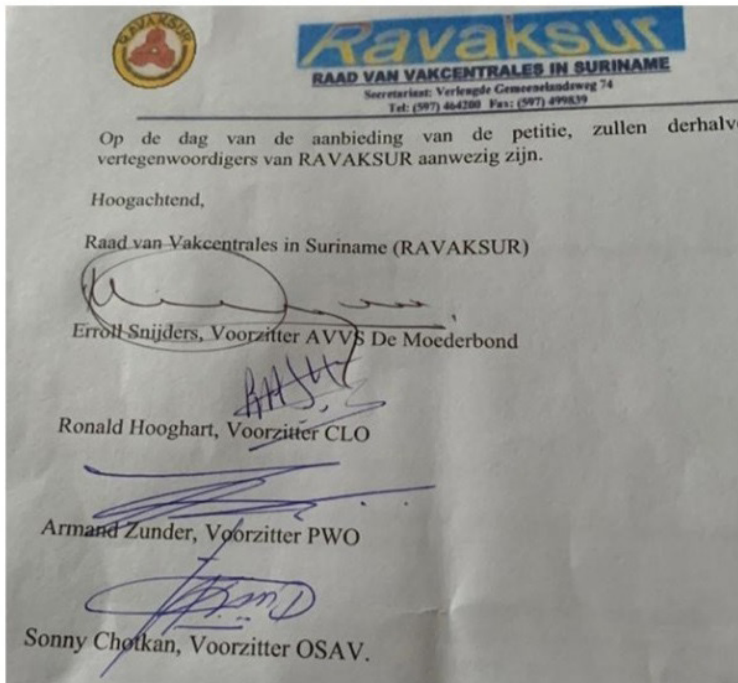 RAVAKSUR
Ravaksur
RAAD VAN VAKCENTRALES IN SURINAME
Secretariaat: Verlengde Gemeenelandsweg 74
Tel: (597) 464200 Fax: (597) 499839
Op de dag van de aanbieding van de petitie, zullen derhalve
vertegenwoordigers van RAVAKSUR aanwezig zijn.
Hoogachtend,
Raad van Vakcentrales in Suriname (RAVAKSUR)
Erroll Snijders, Voorzitter AVVS De Moederbond
Ronald Hooghart, Voorzitter CLO
Armand Zunder, Voorzitter PWO
Sonny Chotkan, Voorzitter OSAV.